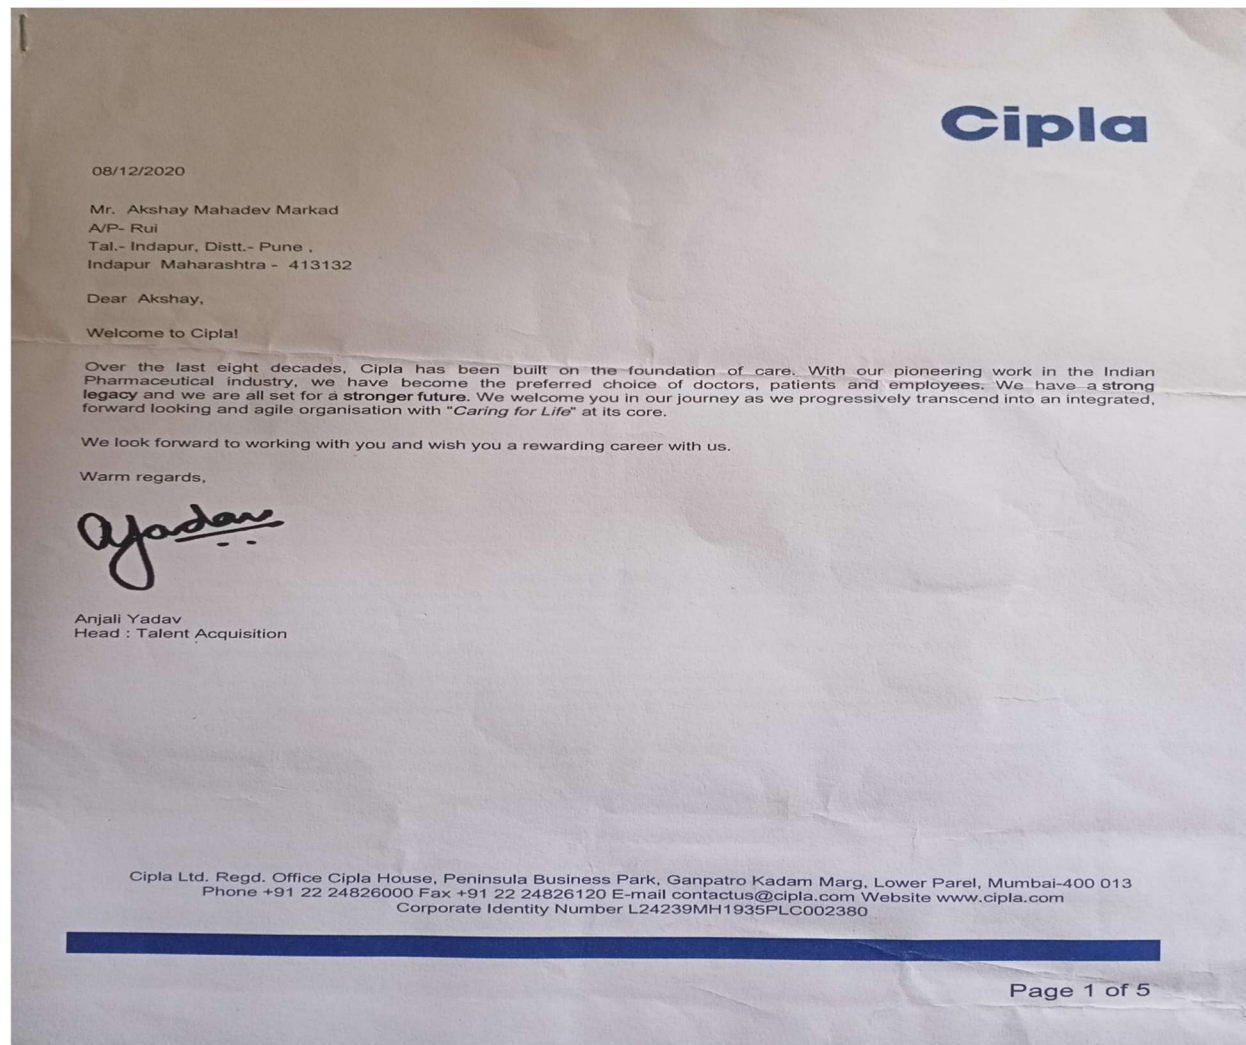 Cipla
08/12/2020
Mr. Akshay Mahadev Markad
A/P- Rui
Tal.- Indapur, Distt.- Pune ,
Indapur Maharashtra - 413132
Dear Akshay,
Welcome to Cipla!
Over the last eight decades, Cipla has been built on the foundation of care. With our pioneering work in the Indian
Pharmaceutical industry, we have become the preferred choice of doctors, patients and employees. We have a strong
legacy and we are all set for a stronger future. We welcome you in our journey as we progressively transcend into an integrated,
forward looking and agile organisation with "Caring for Life" at its core.
We look forward to working with you and wish you a rewarding career with us.
Warm regards,
ayadav
Anjali Yadav
Head : Talent Acquisition
Cipla Ltd. Regd. Office Cipla House, Peninsula Business Park, Ganpatro Kadam Marg, Lower Parel, Mumbai-400 013
Phone +91 22 24826000 Fax +91 22 24826120 E-mail contactus@cipla.com Website www.cipla.com
Corporate Identity Number L24239MH1935PLC002380
Page 1 of 5